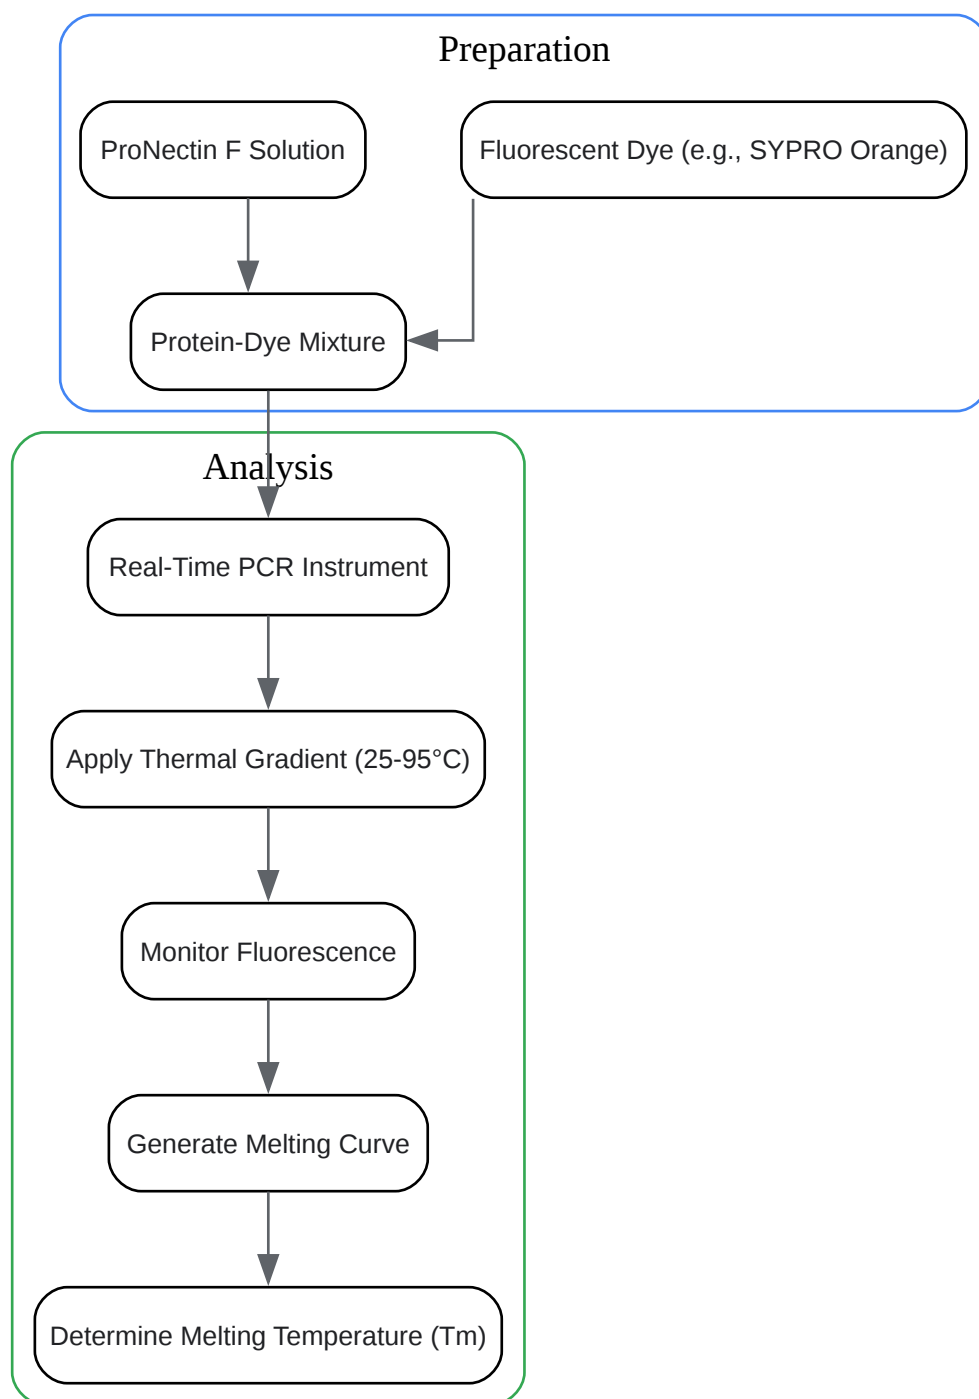 Preparation
ProNectin F Solution
Fluorescent Dye (e.g., SYPRO Orange)
Protein-Dye Mixture
Analysis
Real-Time PCR Instrument
Apply Thermal Gradient (25-95°C)
Monitor Fluorescence
Generate Melting Curve
Determine Melting Temperature (Tm)